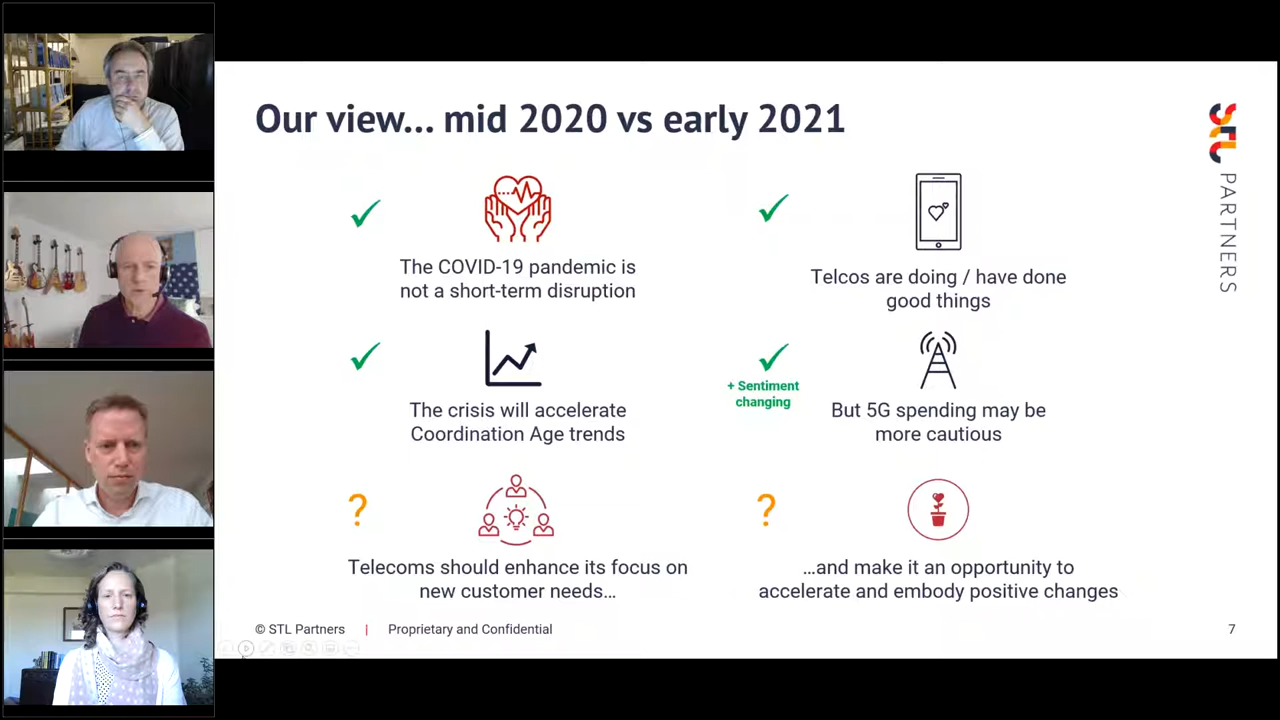 Our view... mid 2020 vs early 2021
STL PARTNERS
The COVID-19 pandemic is
not a short-term disruption
Telcos are doing / have done
good things
The crisis will accelerate
Coordination Age trends
+ Sentiment
changing
But 5G spending may be
more cautious
?
Telecoms should enhance its focus on
new customer needs...
?
...and make it an opportunity to
accelerate and embody positive changes
© STL Partners | Proprietary and Confidential
7